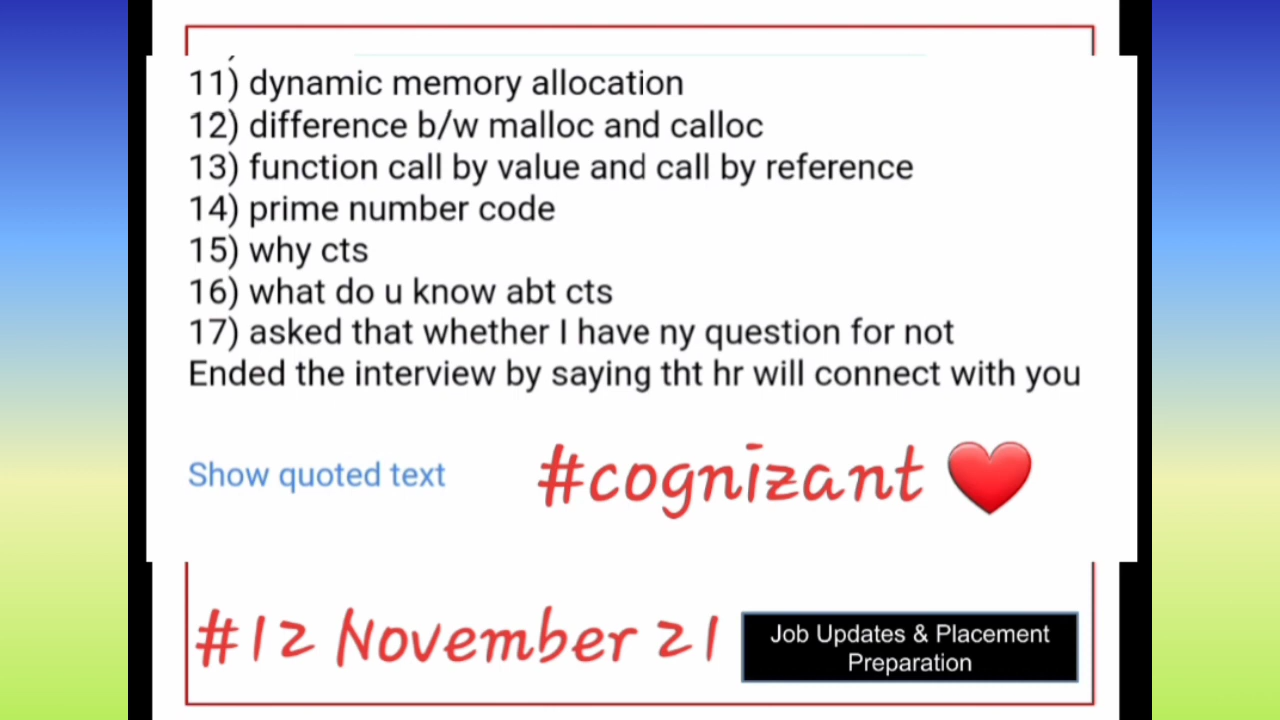 11) dynamic memory allocation
12) difference b/w malloc and calloc
13) function call by value and call by reference
14) prime number code
15) why cts
16) what do u know abt cts
17) asked that whether I have ny question for not
Ended the interview by saying tht hr will connect with you
Show quoted text
#cognizant ❤️
#12 November 21
Job Updates & Placement
Preparation